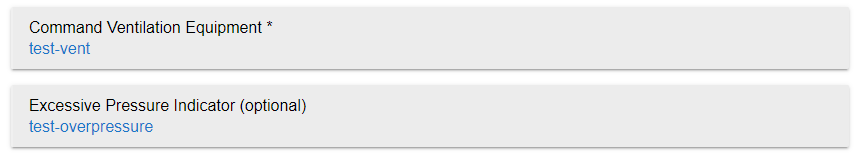 Command Ventilation Equipment *
test-vent
Excessive Pressure Indicator (optional)
test-overpressure